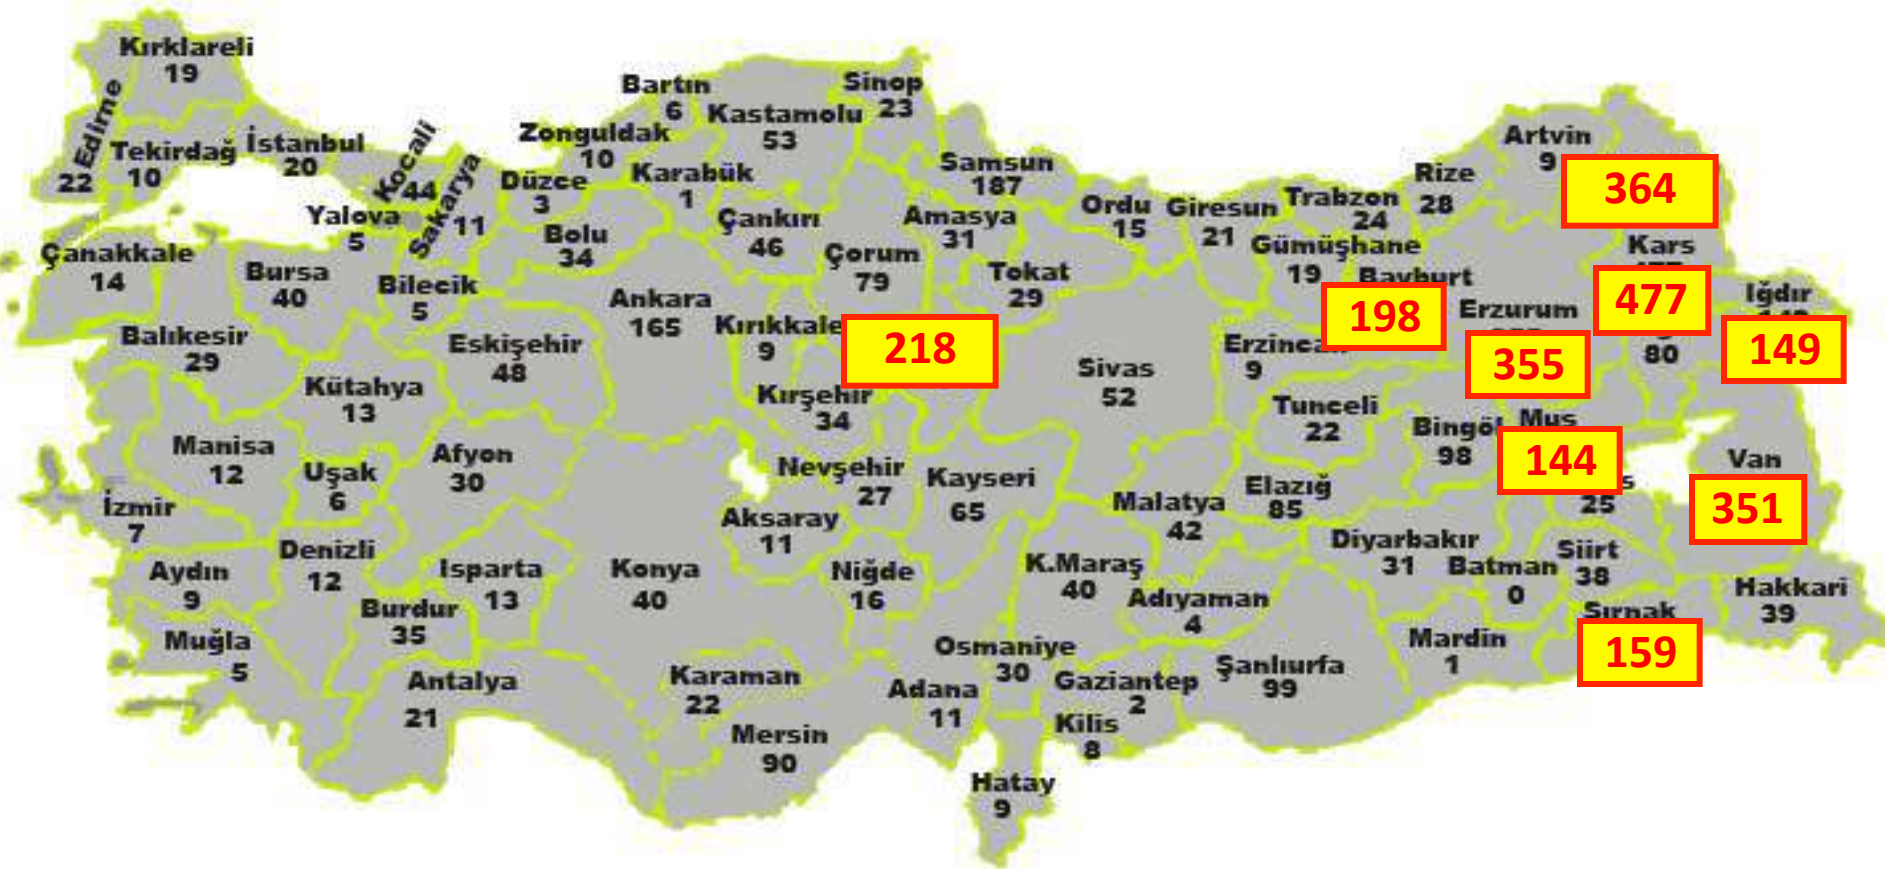 Kırklareli
19
Edirne
22
Tekirdağ
10
İstanbul
20
Kocali
44
Sakarya
11
Yalova
5
Düzce
3
Zonguldak
10
Bartın
6
Karabük
1
Kastamolu
53
Sinop
23
Samsun
187
Ordu
15
Giresun
21
Trabzon
24
Rize
28
Artvin
9
364
Çanakkale
14
Bursa
40
Bilecik
5
Bolu
34
Çankırı
46
Çorum
79
Amasya
31
Tokat
29
Gümüşhane
19
Bayburt
198
Erzurum
355
Kars
477
Iğdır
149
80
Balıkesir
29
Kütahya
13
Eskişehir
48
Ankara
165
Kırıkkale
9
218
Kırşehir
34
Sivas
52
Erzincan
9
Tunceli
22
Bingöl
98
Muş
144
25
Van
351
Manisa
12
Uşak
6
Afyon
30
Nevşehir
27
Kayseri
65
Malatya
42
Elazığ
85
İzmir
7
Aksaray
11
Diyarbakır
31
Batman
0
Siirt
38
Hakkari
39
Aydın
9
Denizli
12
Isparta
13
Burdur
35
Konya
40
Niğde
16
K.Maraş
40
Adıyaman
4
Mardin
1
Şırnak
159
Muğla
5
Antalya
21
Karaman
22
Mersin
90
Adana
11
Osmaniye
30
Gaziantep
2
Kilis
8
Şanlıurfa
99
Hatay
9